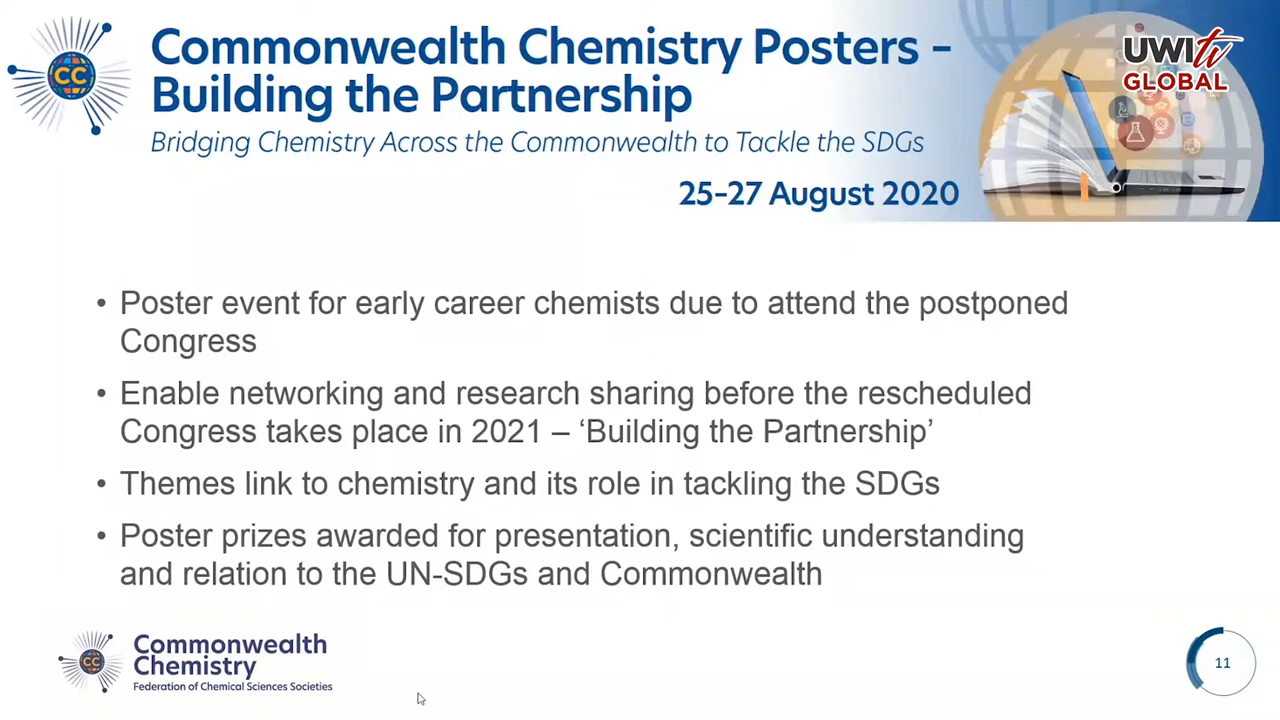 CC
Commonwealth Chemistry Posters –
Building the Partnership
Bridging Chemistry Across the Commonwealth to Tackle the SDGs
25–27 August 2020
UWItv
GLOBAL
• Poster event for early career chemists due to attend the postponed
Congress
• Enable networking and research sharing before the rescheduled
Congress takes place in 2021 – ‘Building the Partnership’
• Themes link to chemistry and its role in tackling the SDGs
• Poster prizes awarded for presentation, scientific understanding
and relation to the UN-SDGs and Commonwealth
CC
Commonwealth
Chemistry
Federation of Chemical Sciences Societies
11